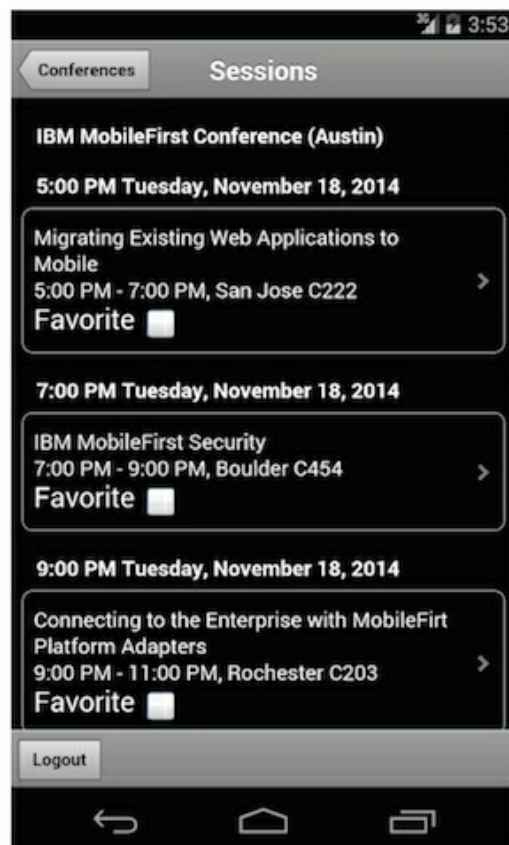 3G 3:53
Conferences Sessions
IBM MobileFirst Conference (Austin)
5:00 PM Tuesday, November 18, 2014
Migrating Existing Web Applications to
Mobile
5:00 PM - 7:00 PM, San Jose C222
Favorite
7:00 PM Tuesday, November 18, 2014
IBM MobileFirst Security
7:00 PM - 9:00 PM, Boulder C454
Favorite
9:00 PM Tuesday, November 18, 2014
Connecting to the Enterprise with MobileFirt
Platform Adapters
9:00 PM - 11:00 PM, Rochester C203
Favorite
Logout